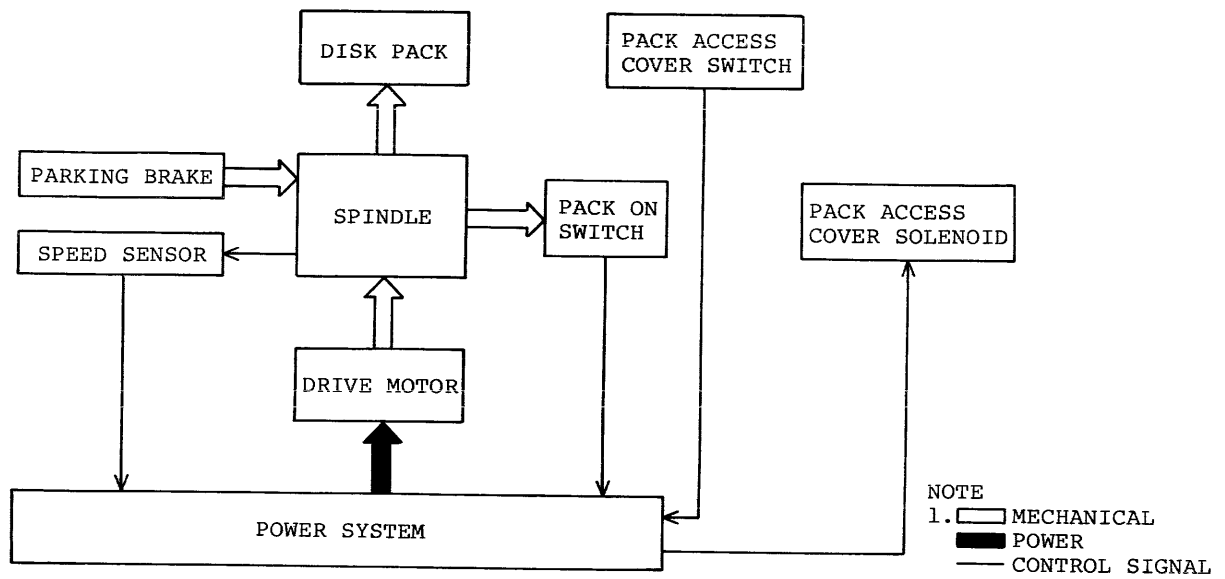 DISK PACK
PACK ACCESS
COVER SWITCH
PARKING BRAKE
SPINDLE
PACK ON
SWITCH
PACK ACCESS
COVER SOLENOID
SPEED SENSOR
DRIVE MOTOR
POWER SYSTEM
NOTE
1. MECHANICAL
POWER
CONTROL SIGNAL